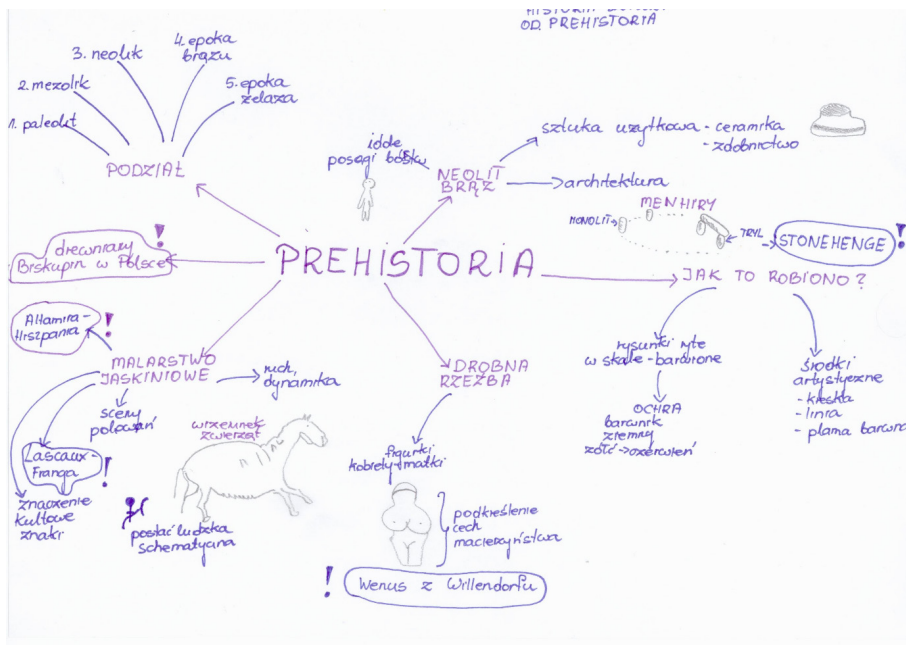 HISTORIA
OD PREHISTORIA
4. epoka
brązu
3. neolit
2. mezolit
5. epoka
żelaza
1. paleolit
PODZIAŁ
idole
posągi bóstw
NEOLIT
BRĄZ
sztuka użytkowa - ceramika
- zdobnictwo
architektura
MENHIRY
MONOLIT
TRYL
STONEHENGE !
drewniany !
Biskupin w Polsce
PREHISTORIA
JAK TO ROBIONO?
Altamira - !
Hiszpania
MALARSTWO
JASKINIOWE
ruch,
dynamika
sceny
polowań
Lascaux - !
Francja
znaczenie
kultowe
znaki
wizerunek
zwierząt
postać ludzka
schematyczna
DROBNA
RZEŹBA
figurki
kobiety-matki
podkreślenie
cech
macierzyństwa
! Wenus z Willendorfu
rysunki ryte
w skale - barwione
OCHRA
barwnik
ziemny
żółć → czerwień
środki
artystyczne
- kreska
- linia
- plama barwna